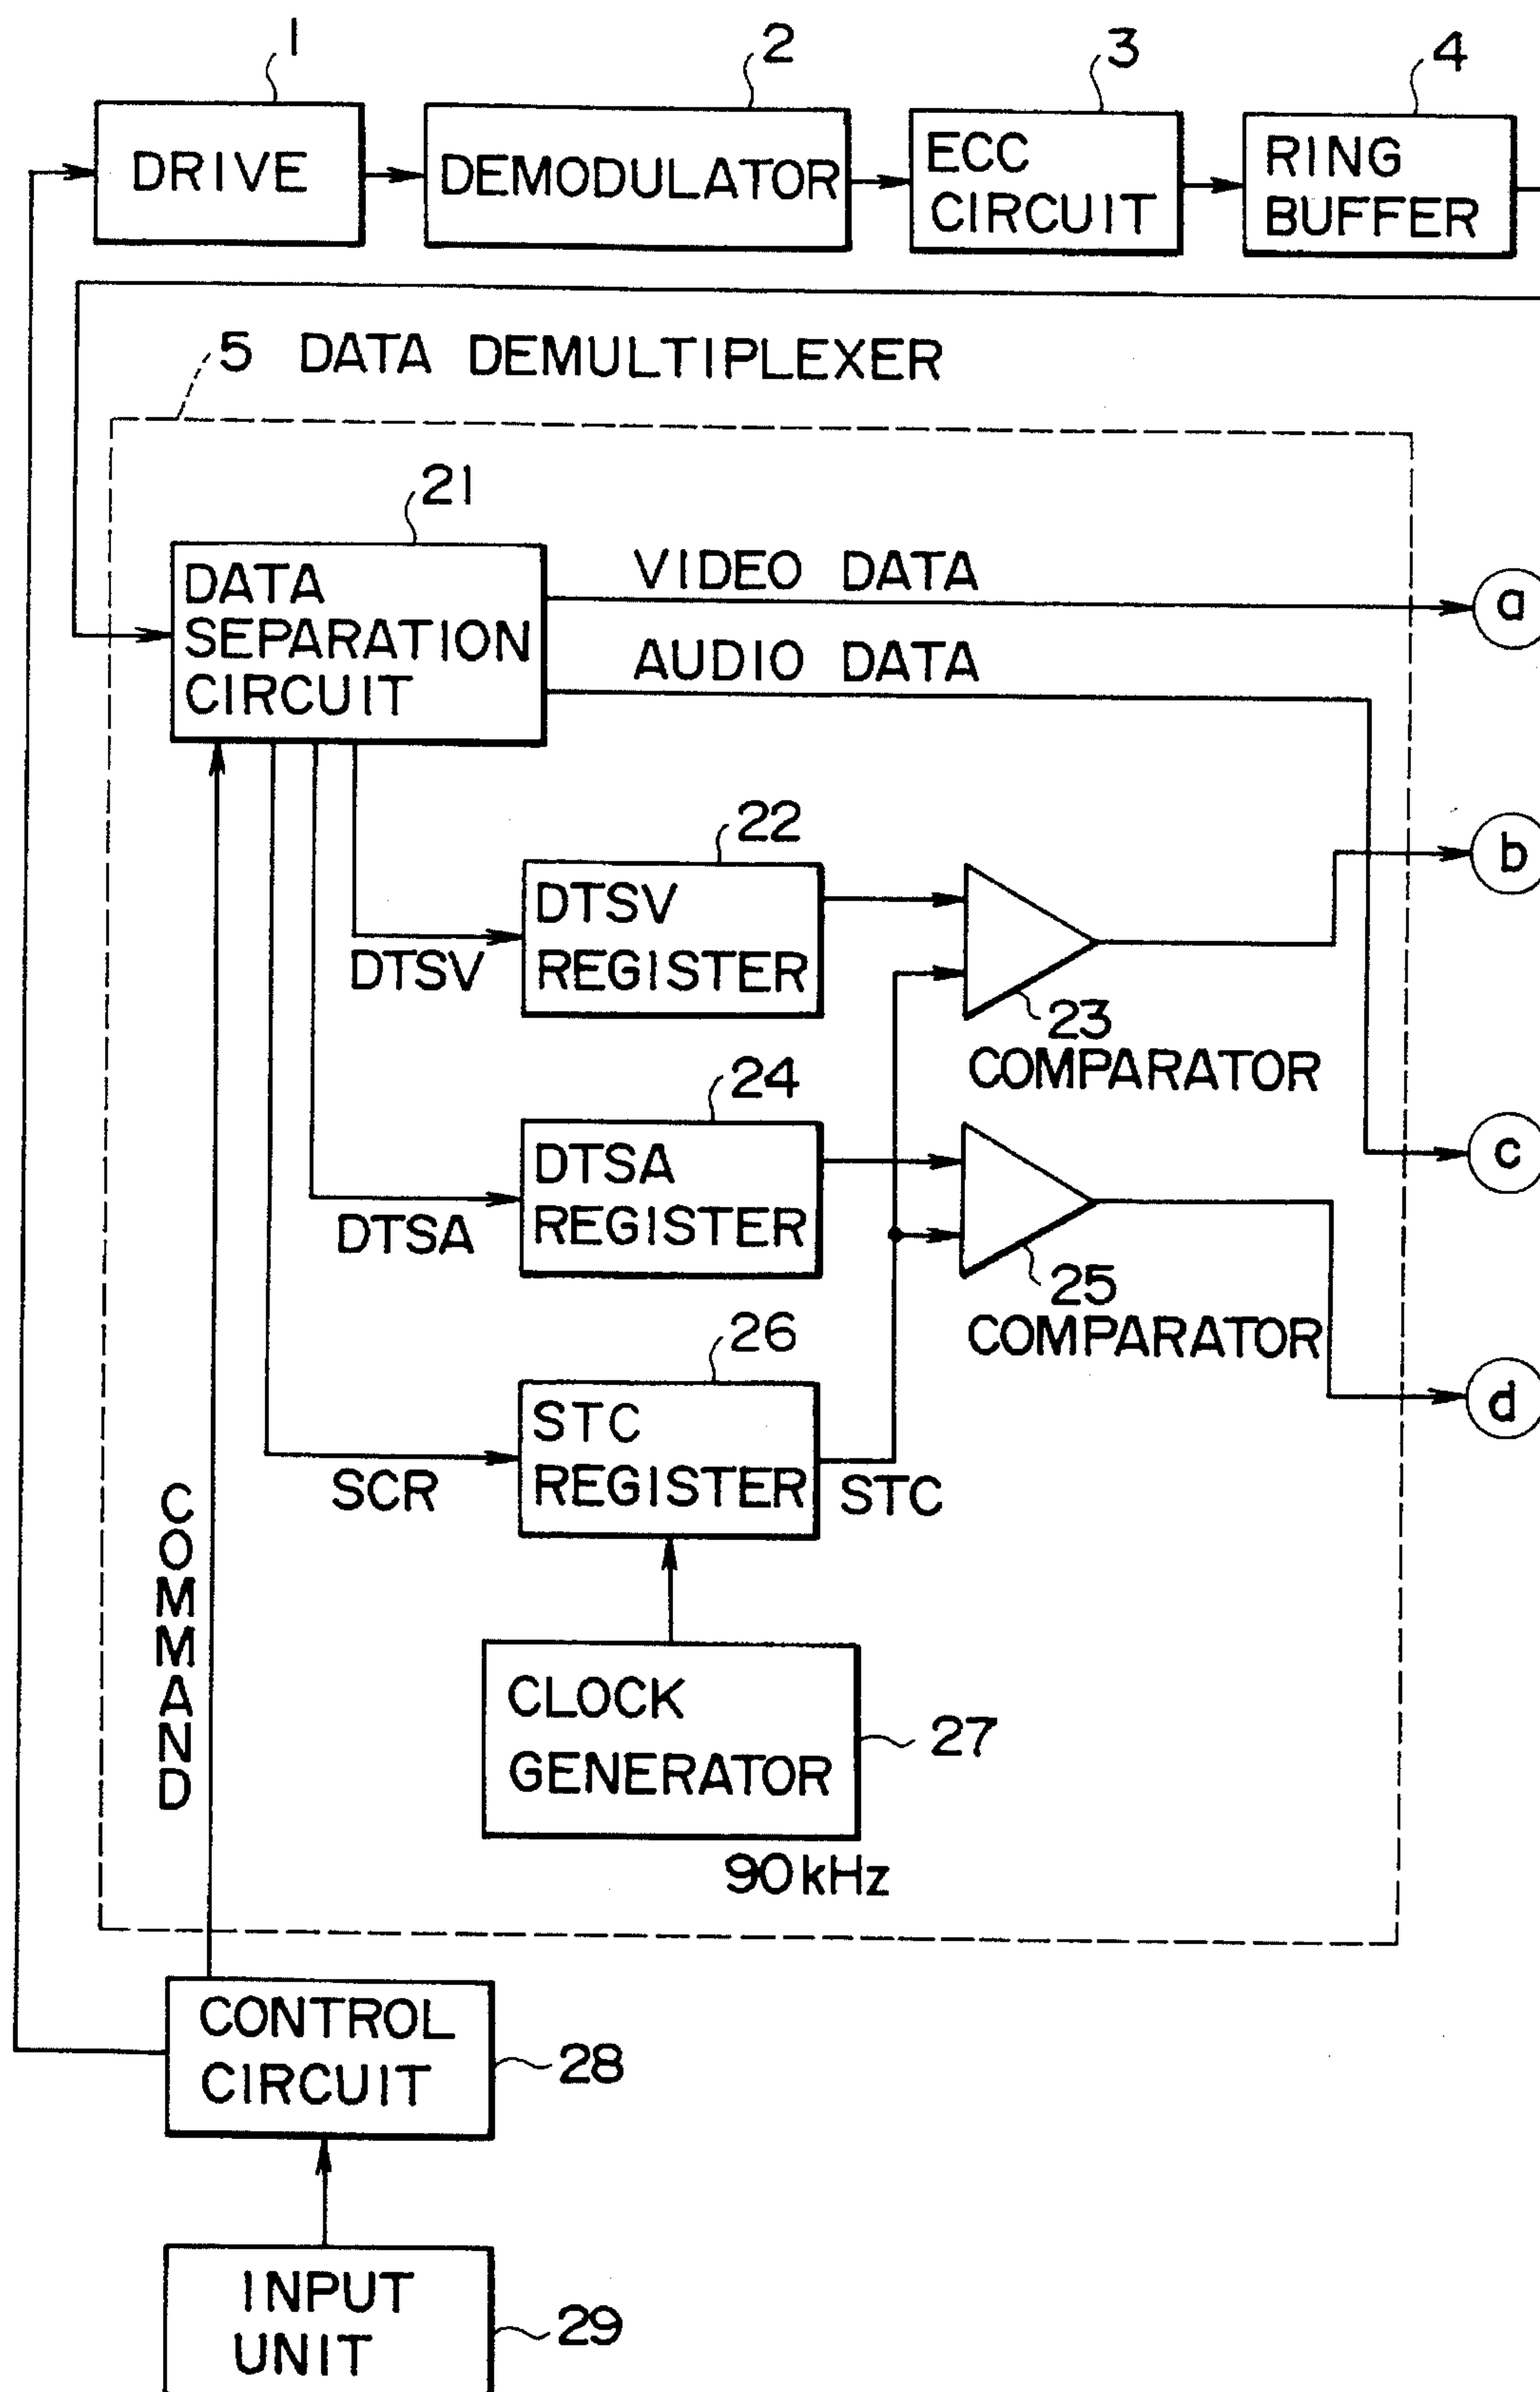 1
2
3
4
DRIVE
DEMODULATOR
ECC
CIRCUIT
RING
BUFFER
5 DATA DEMULTIPLEXER
21
DATA
SEPARATION
CIRCUIT
VIDEO DATA
AUDIO DATA
a
22
DTSV
REGISTER
DTSV
b
23
COMPARATOR
24
DTSA
REGISTER
DTSA
c
25
COMPARATOR
26
STC
REGISTER
SCR
STC
d
COMMAND
CLOCK
GENERATOR
27
90kHz
CONTROL
CIRCUIT
28
INPUT
UNIT
29